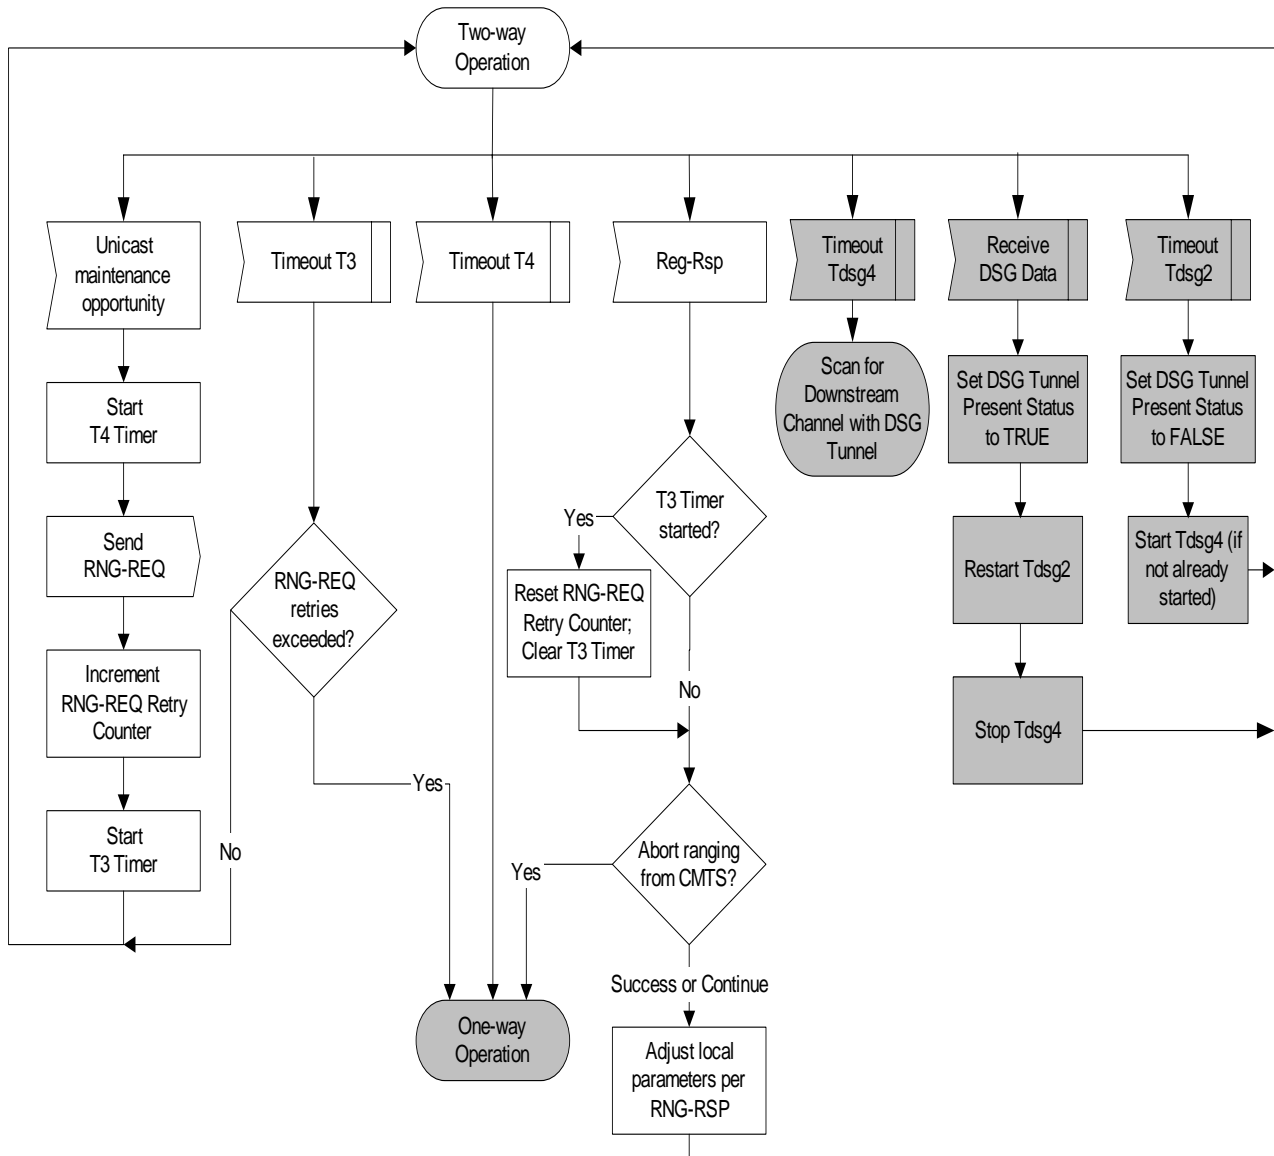 Two-way
Operation
Unicast
maintenance
opportunity
Timeout T3
Timeout T4
Reg-Rsp
Timeout
Tdsg4
Receive
DSG Data
Timeout
Tdsg2
Start
T4 Timer
Scan for
Downstream
Channel with DSG
Tunnel
Set DSG Tunnel
Present Status
to TRUE
Set DSG Tunnel
Present Status
to FALSE
Send
RNG-REQ
RNG-REQ
retries
exceeded?
T3 Timer
started?
Yes
Reset RNG-REQ
Retry Counter;
Clear T3 Timer
No
Restart Tdsg2
Start Tdsg4 (if
not already
started)
Increment
RNG-REQ Retry
Counter
Stop Tdsg4
Yes
Start
T3 Timer
No
Abort ranging
from CMTS?
Yes
Success or Continue
One-way
Operation
Adjust local
parameters per
RNG-RSP